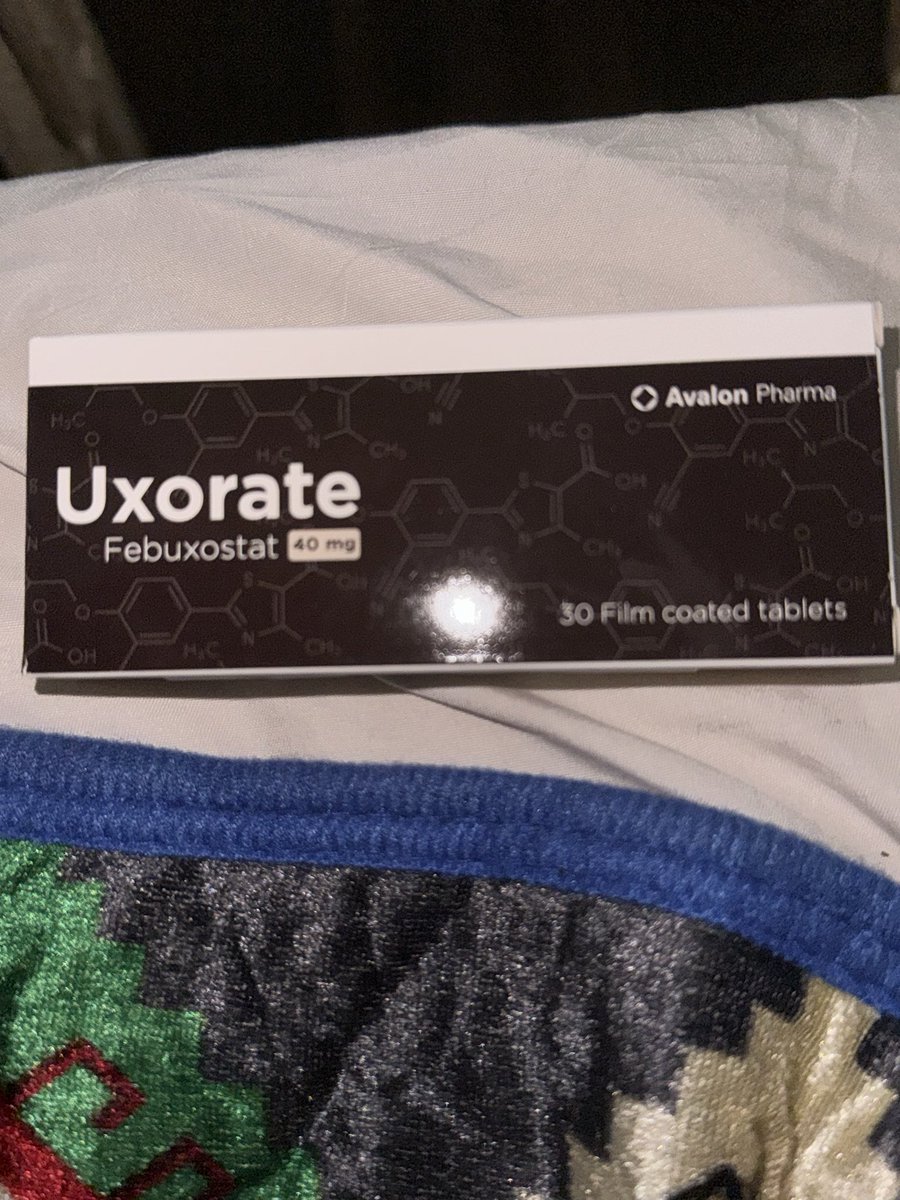 Avalon Pharma
Uxorate
Febuxostat 40 mg
30 Film coated tablets